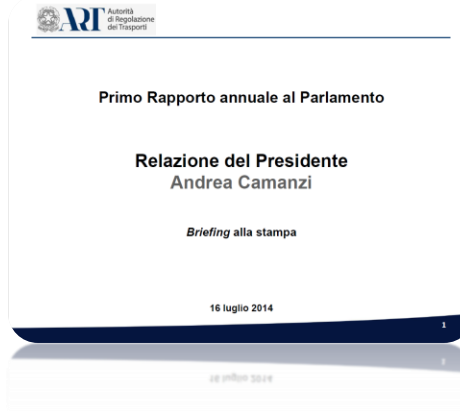 ART
Autorità
di Regolazione
dei Trasporti
Primo Rapporto annuale al Parlamento
Relazione del Presidente
Andrea Camanzi
Briefing alla stampa
16 luglio 2014
1